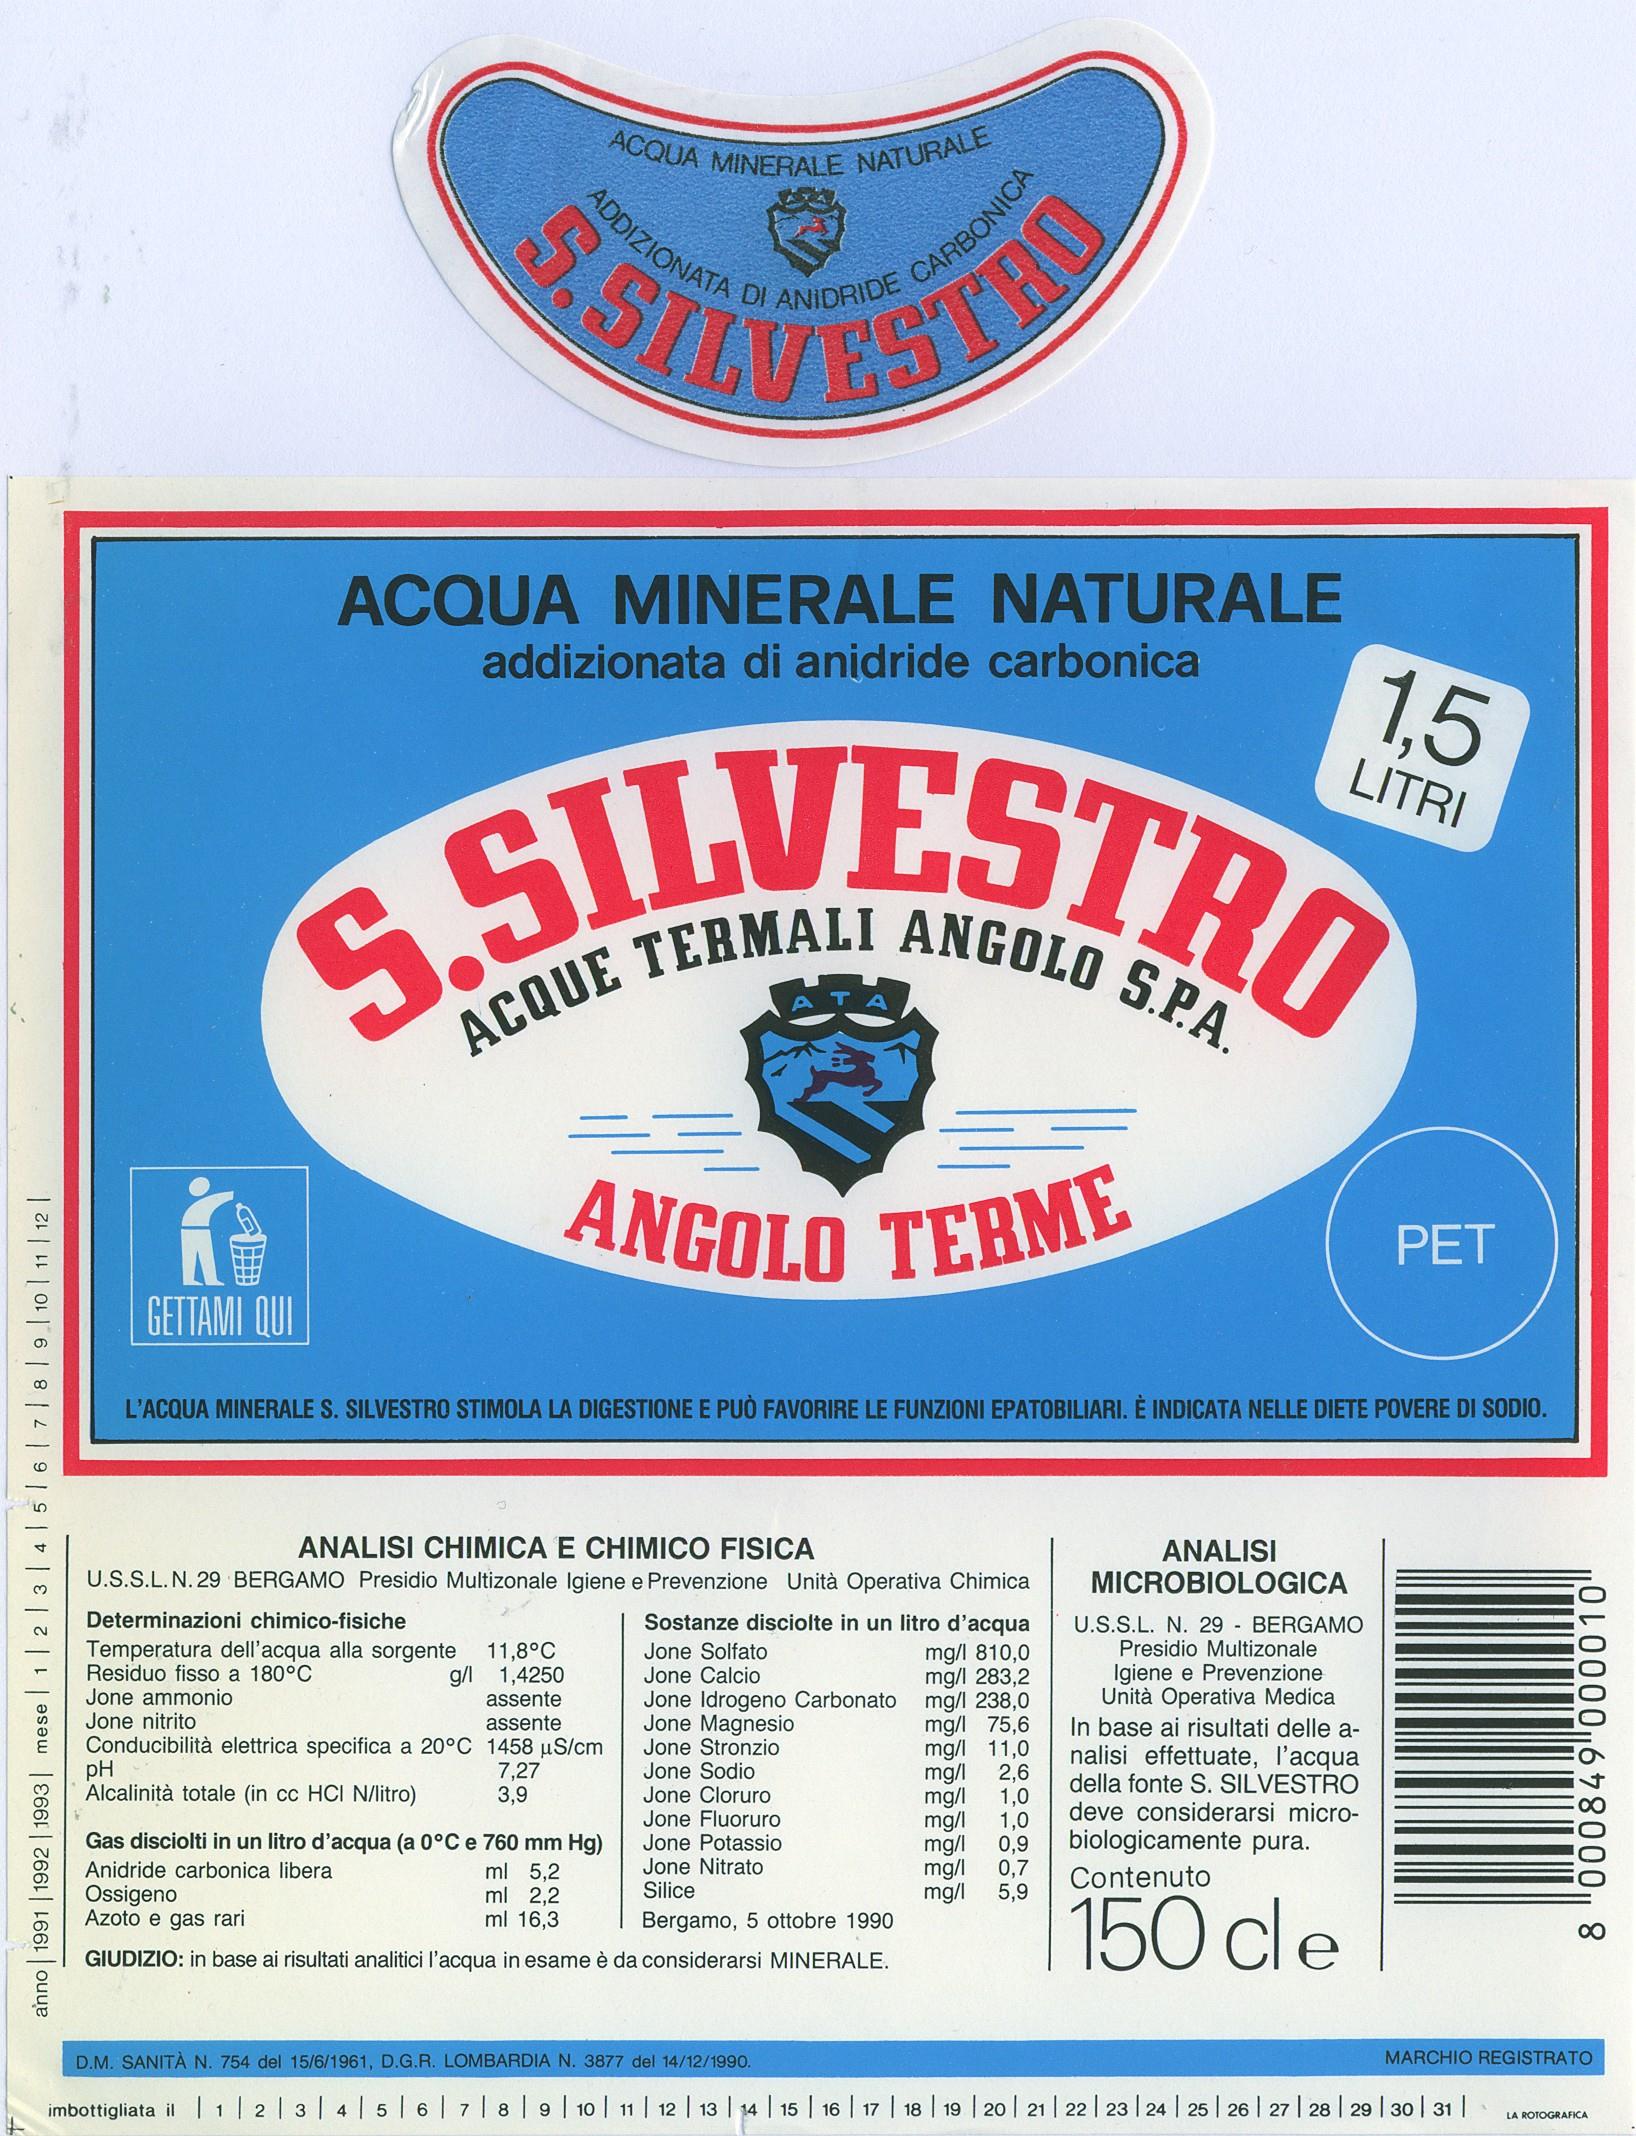 ACQUA MINERALE NATURALE
ADDIZIONATA DI ANIDRIDE CARBONICA
S.SILVESTRO
ACQUA MINERALE NATURALE
addizionata di anidride carbonica
1,5
LITRI
S.SILVESTRO
ACQUE TERMALI ANGOLO S.P.A.
ATA
ANGOLO TERME
GETTAMI QUI
PET
L'ACQUA MINERALE S. SILVESTRO STIMOLA LA DIGESTIONE E PUÒ FAVORIRE LE FUNZIONI EPATOBILIARI. È INDICATA NELLE DIETE POVERE DI SODIO.
anno | 1991 | 1992 | 1993 | mese | 1 | 2 | 3 | 4 | 5 | 6 | 7 | 8 | 9 | 10 | 11 | 12 |
ANALISI CHIMICA E CHIMICO FISICA
U.S.S.L. N. 29 BERGAMO Presidio Multizonale Igiene e Prevenzione Unità Operativa Chimica
Determinazioni chimico-fisiche
Temperatura dell'acqua alla sorgente 11,8°C
Residuo fisso a 180°C g/l 1,4250
Jone ammonio assente
Jone nitrito assente
Conducibilità elettrica specifica a 20°C 1458 µS/cm
pH 7,27
Alcalinità totale (in cc HCl N/litro) 3,9
Gas disciolti in un litro d'acqua (a 0°C e 760 mm Hg)
Anidride carbonica libera ml 5,2
Ossigeno ml 2,2
Azoto e gas rari ml 16,3
Sostanze disciolte in un litro d'acqua
Jone Solfato mg/l 810,0
Jone Calcio mg/l 283,2
Jone Idrogeno Carbonato mg/l 238,0
Jone Magnesio mg/l 75,6
Jone Stronzio mg/l 11,0
Jone Sodio mg/l 2,6
Jone Cloruro mg/l 1,0
Jone Fluoruro mg/l 1,0
Jone Potassio mg/l 0,9
Jone Nitrato mg/l 0,7
Silice mg/l 5,9
Bergamo, 5 ottobre 1990
GIUDIZIO: in base ai risultati analitici l'acqua in esame è da considerarsi MINERALE.
ANALISI
MICROBIOLOGICA
U.S.S.L. N. 29 - BERGAMO
Presidio Multizonale
Igiene e Prevenzione
Unità Operativa Medica
In base ai risultati delle a-
nalisi effettuate, l'acqua
della fonte S. SILVESTRO
deve considerarsi micro-
biologicamente pura.
Contenuto
150 cl e
8 000849 000010
D.M. SANITÀ N. 754 del 15/6/1961, D.G.R. LOMBARDIA N. 3877 del 14/12/1990.
MARCHIO REGISTRATO
imbottigliata il | 1 | 2 | 3 | 4 | 5 | 6 | 7 | 8 | 9 | 10 | 11 | 12 | 13 | 14 | 15 | 16 | 17 | 18 | 19 | 20 | 21 | 22 | 23 | 24 | 25 | 26 | 27 | 28 | 29 | 30 | 31 |
LA ROTOGRAFICA